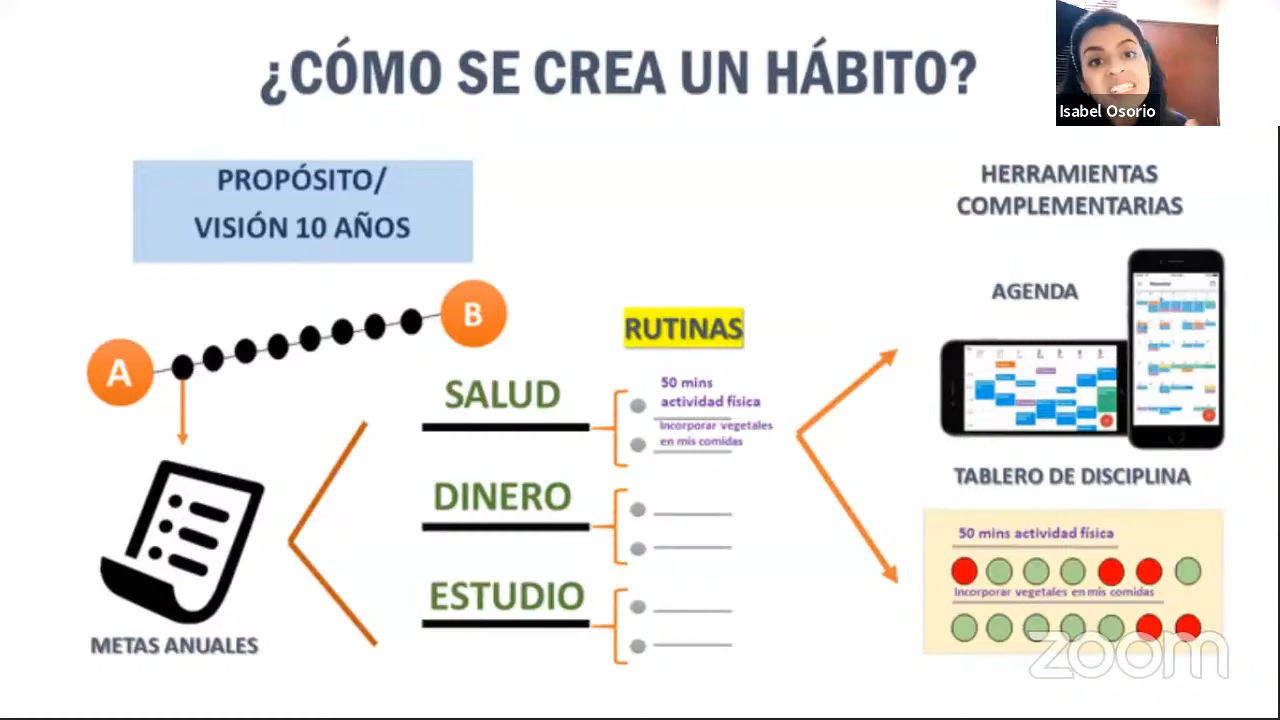 ¿CÓMO SE CREA UN HÁBITO?
Isabel Osorio
PROPÓSITO/
VISIÓN 10 AÑOS
A
B
METAS ANUALES
SALUD
DINERO
ESTUDIO
RUTINAS
50 mins
actividad física
Incorporar vegetales
en mis comidas
HERRAMIENTAS
COMPLEMENTARIAS
AGENDA
TABLERO DE DISCIPLINA
50 mins actividad física
Incorporar vegetales en mis comidas
zoom